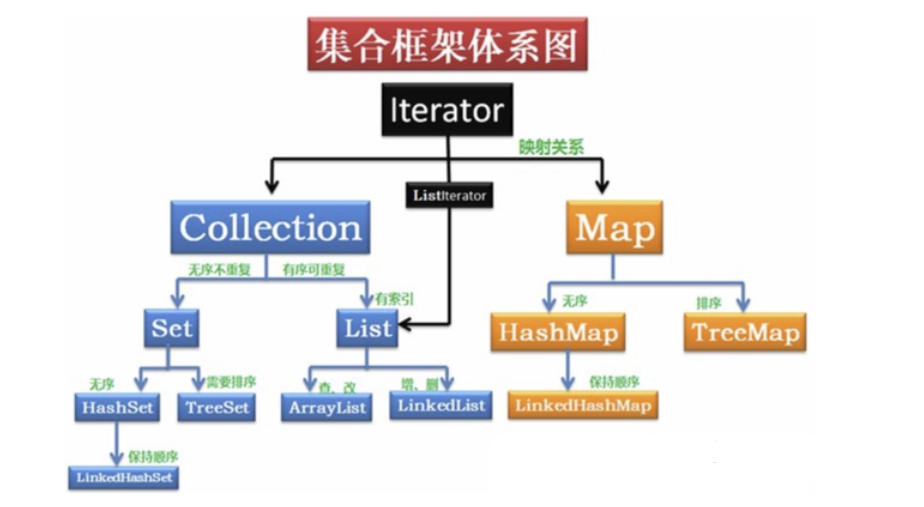 集合框架体系图
Iterator
映射关系
ListIterator
Collection
Map
无序不重复
有序可重复
有索引
无序
排序
Set
List
HashMap
TreeMap
无序
需要排序
查、改
增、删
保持顺序
HashSet
TreeSet
ArrayList
LinkedList
LinkedHashMap
保持顺序
LinkedHashSet